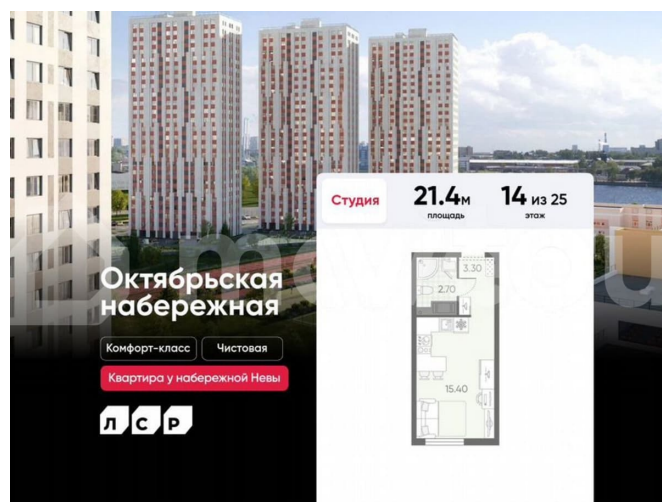 Студия
21.4м
площадь
14 из 25
этаж
3.30
2.70
15.40
Октябрьская
набережная
Комфорт-класс
Чистовая
Квартира у набережной Невы
ЛСР